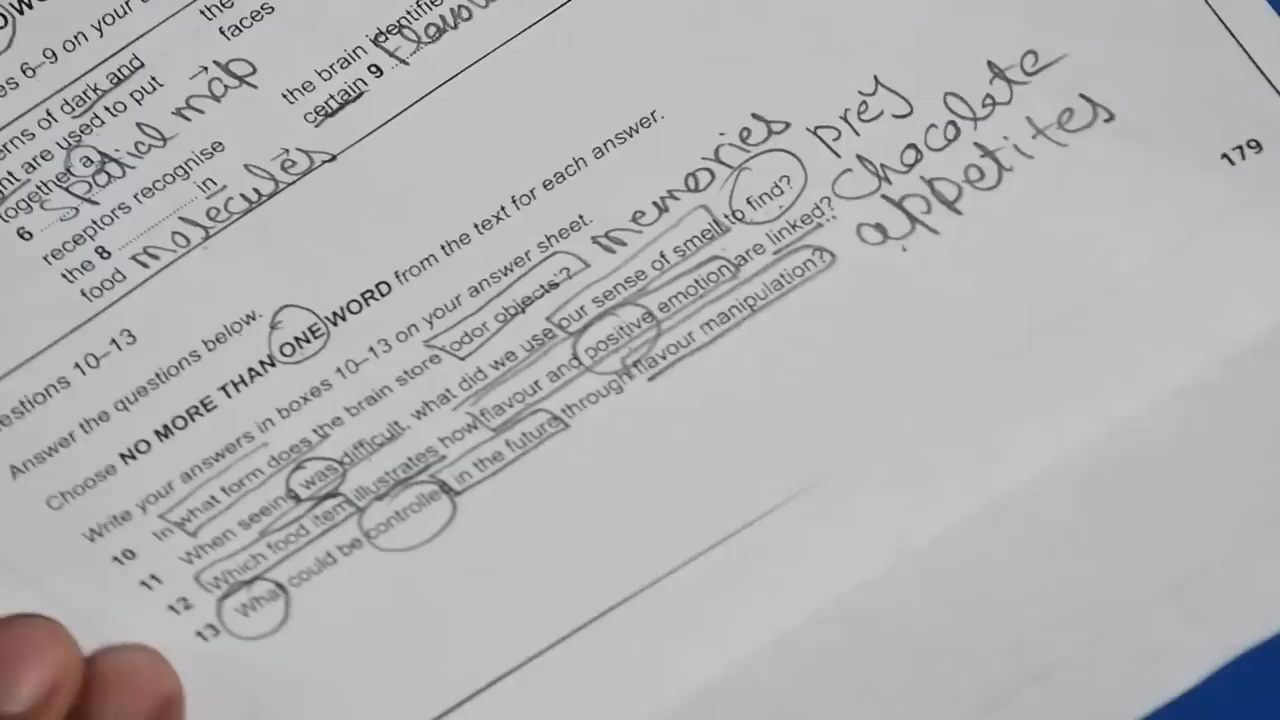 es 6–9 on your
the
faces
erns of dark and
ht are used to put
together a
6 ........ spatial map
receptors recognise
the 8 ........ in
food molecules
the brain identifie
certain 9 ........ flavou
estions 10–13
Answer the questions below.
Choose NO MORE THAN ONE WORD from the text for each answer.
Write your answers in boxes 10–13 on your answer sheet.
10 In what form does the brain store 'odor objects'? memories
11 When seeing was difficult, what did we use our sense of smell to find? prey
12 Which food item illustrates how flavour and positive emotion are linked? chocolate
13 What could be controlled in the future through flavour manipulation? appetites
179